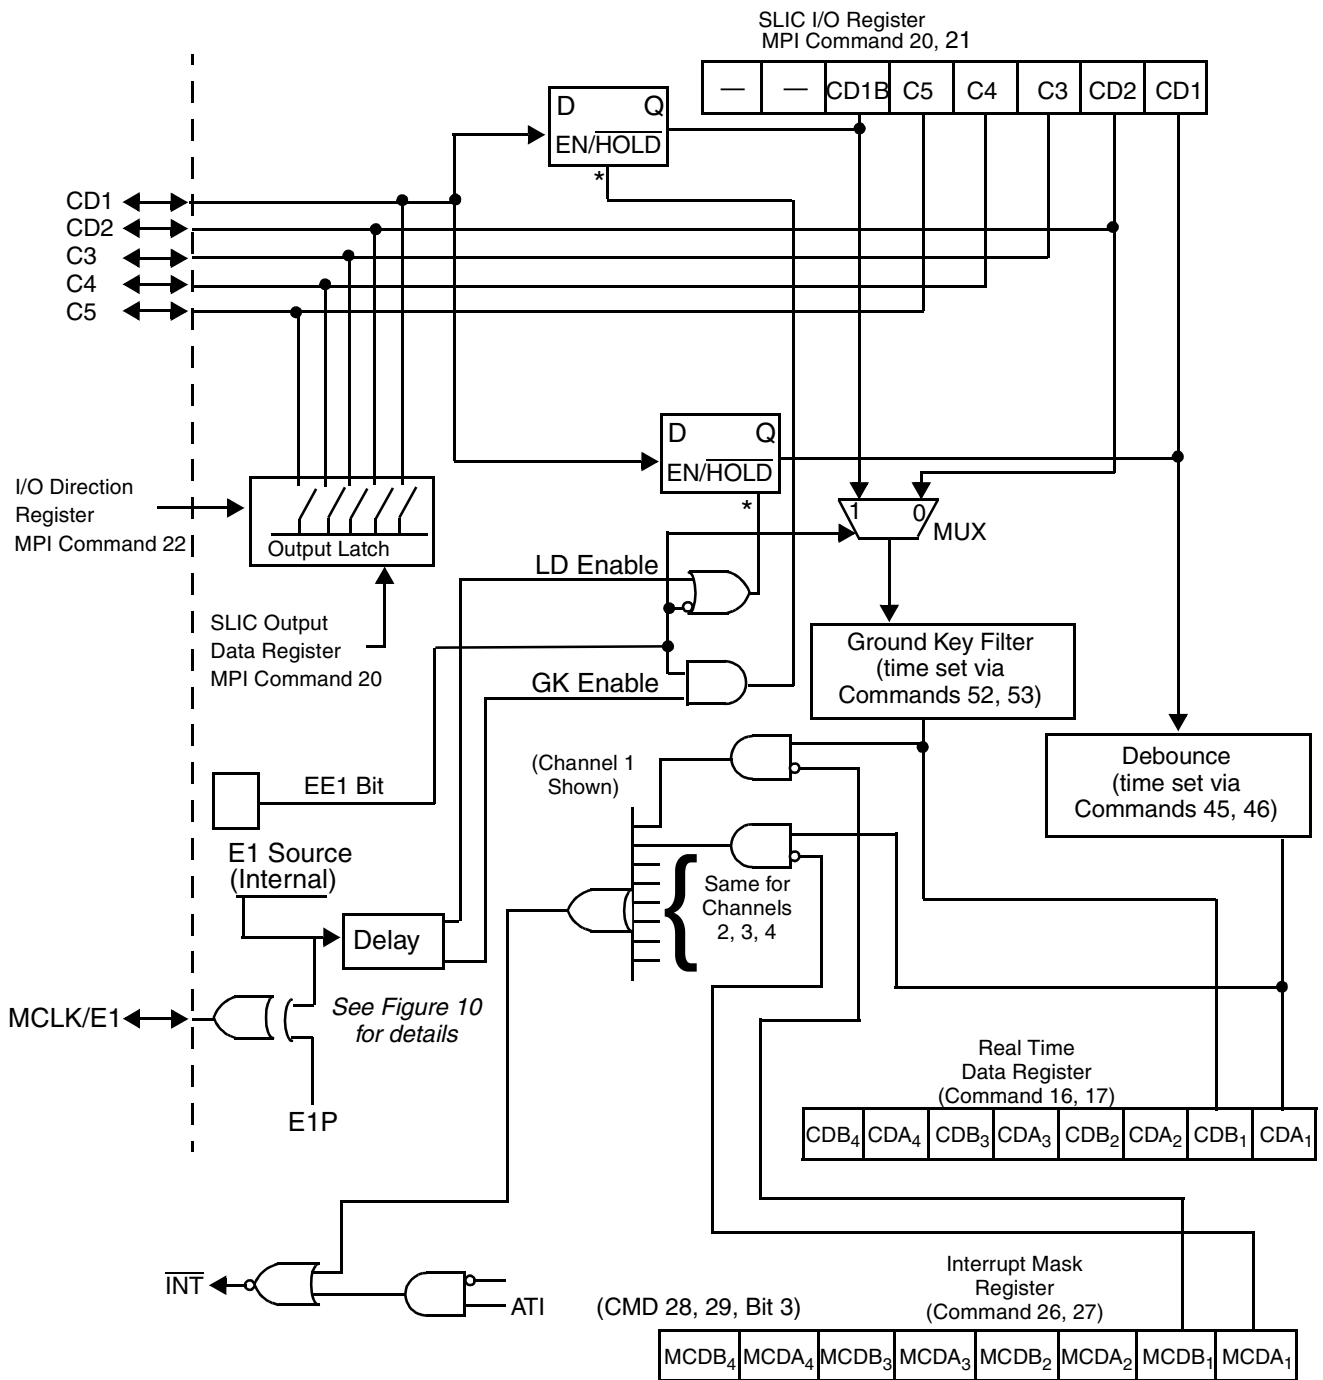 SLIC I/O Register
MPI Command 20, 21
— — CD1B C5 C4 C3 CD2 CD1
D Q
EN/H̅O̅L̅D̅
*
CD1
CD2
C3
C4
C5
D Q
EN/H̅O̅L̅D̅
*
I/O Direction
Register
MPI Command 22
Output Latch
1 0
MUX
LD Enable
SLIC Output
Data Register
MPI Command 20
GK Enable
Ground Key Filter
(time set via
Commands 52, 53)
(Channel 1
Shown)
Debounce
(time set via
Commands 45, 46)
EE1 Bit
E1 Source
(Internal)
Same for
Channels
2, 3, 4
{
Delay
See Figure 10
for details
MCLK/E1
E1P
Real Time
Data Register
(Command 16, 17)
CDB₄ CDA₄ CDB₃ CDA₃ CDB₂ CDA₂ CDB₁ CDA₁
I̅N̅T̅
ATI
(CMD 28, 29, Bit 3)
Interrupt Mask
Register
(Command 26, 27)
MCDB₄ MCDA₄ MCDB₃ MCDA₃ MCDB₂ MCDA₂ MCDB₁ MCDA₁